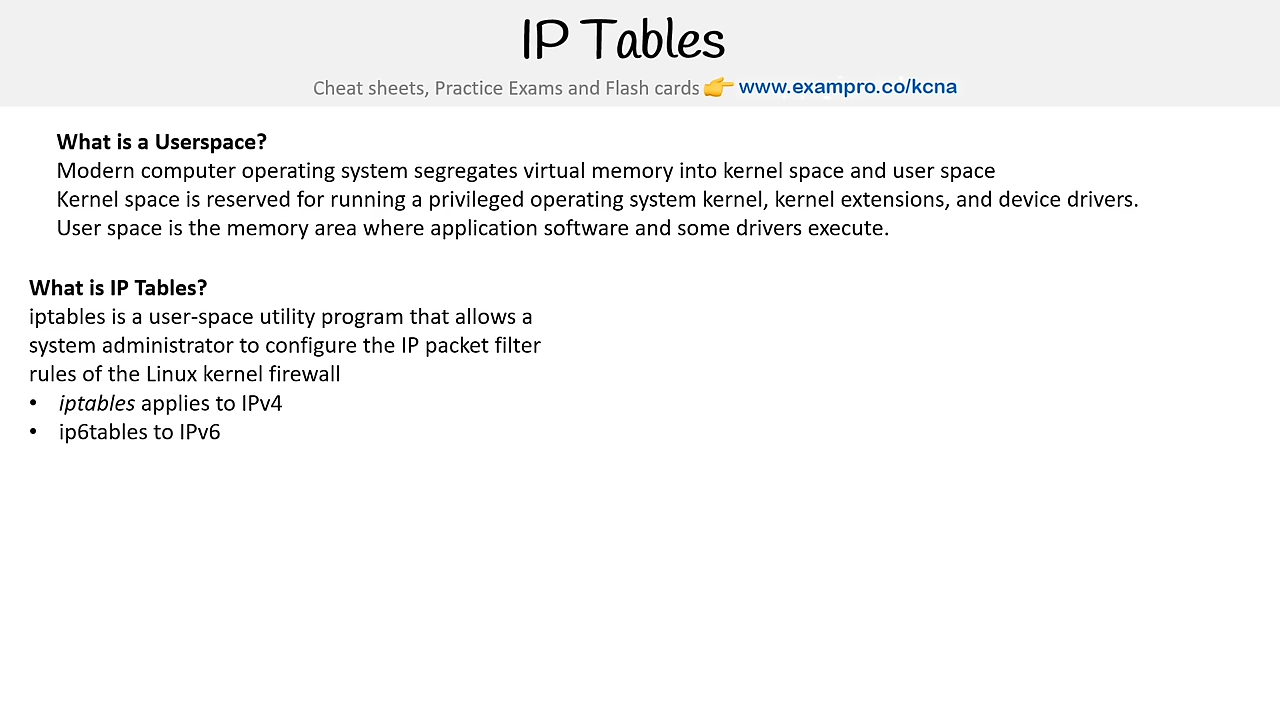 IP Tables
Cheat sheets, Practice Exams and Flash cards 👉 www.exampro.co/kcna
What is a Userspace?
Modern computer operating system segregates virtual memory into kernel space and user space
Kernel space is reserved for running a privileged operating system kernel, kernel extensions, and device drivers.
User space is the memory area where application software and some drivers execute.
What is IP Tables?
iptables is a user-space utility program that allows a
system administrator to configure the IP packet filter
rules of the Linux kernel firewall
• iptables applies to IPv4
• ip6tables to IPv6